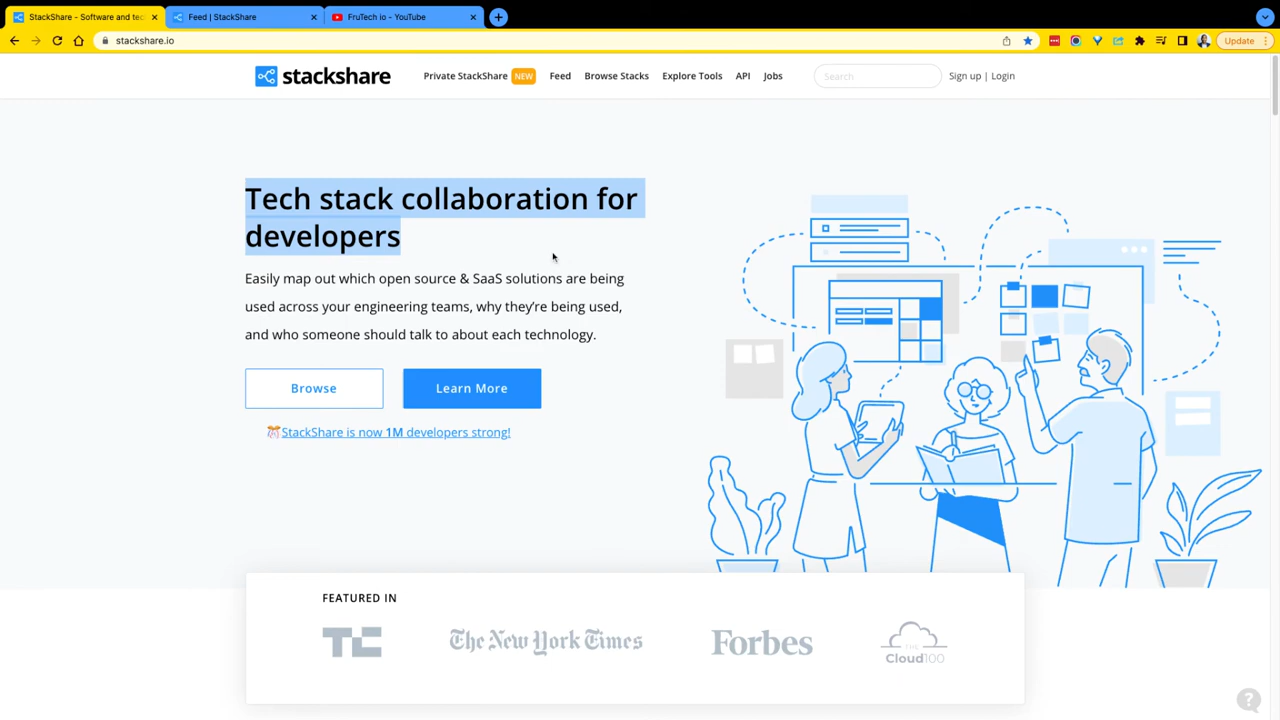 StackShare - Software and tec
Feed | StackShare
FruTech io - YouTube
stackshare.io
Update
stackshare
Private StackShare NEW Feed Browse Stacks Explore Tools API Jobs Search Sign up | Login
Tech stack collaboration for
developers
Easily map out which open source & SaaS solutions are being
used across your engineering teams, why they're being used,
and who someone should talk to about each technology.
Browse Learn More
StackShare is now 1M developers strong!
FEATURED IN
TC The New York Times Forbes THE Cloud100
?